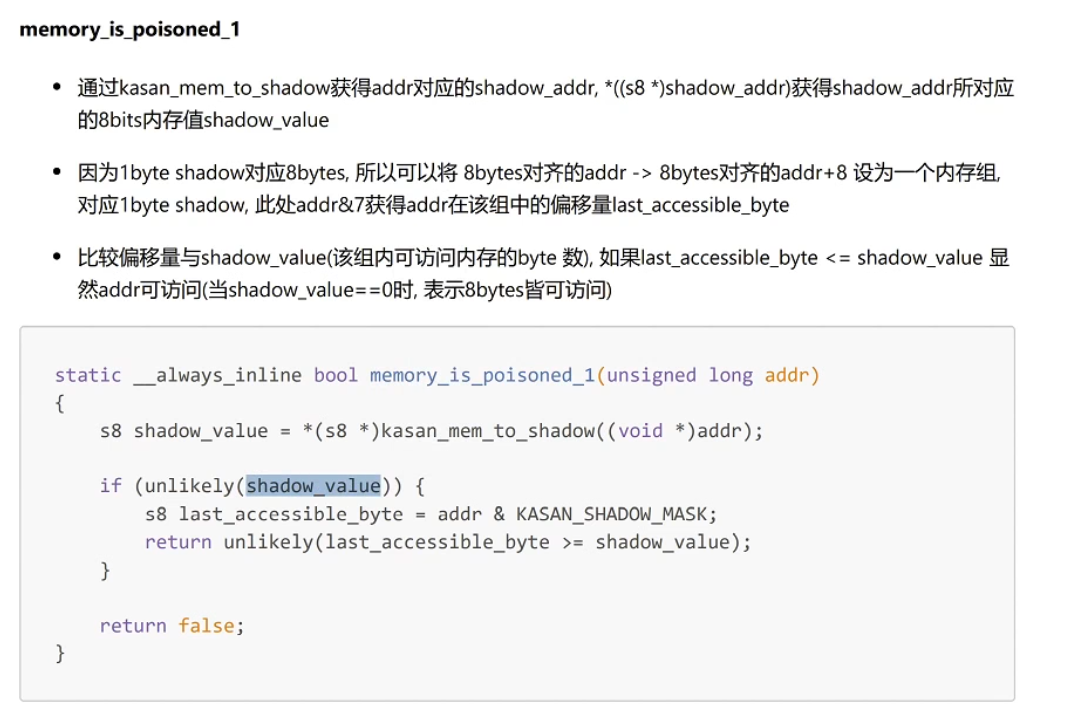 memory_is_poisoned_1
• 通过kasan_mem_to_shadow获得addr对应的shadow_addr, *((s8 *)shadow_addr)获得shadow_addr所对应
的8bits内存值shadow_value
• 因为1byte shadow对应8bytes, 所以可以将 8bytes对齐的addr -> 8bytes对齐的addr+8 设为一个内存组,
对应1byte shadow, 此处addr&7获得addr在该组中的偏移量last_accessible_byte
• 比较偏移量与shadow_value(该组内可访问内存的byte 数), 如果last_accessible_byte <= shadow_value 显
然addr可访问(当shadow_value==0时, 表示8bytes皆可访问)
static __always_inline bool memory_is_poisoned_1(unsigned long addr)
{
    s8 shadow_value = *(s8 *)kasan_mem_to_shadow((void *)addr);
    if (unlikely(shadow_value)) {
        s8 last_accessible_byte = addr & KASAN_SHADOW_MASK;
        return unlikely(last_accessible_byte >= shadow_value);
    }
    return false;
}